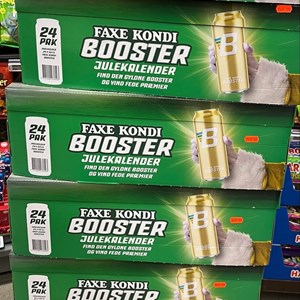 24
PAK
FAXE KONDI
BOOSTER
JULEKALENDER
FIND DEN GYLDNE BOOSTER
OG VIND FEDE PRÆMIER
24
PAK
FAXE KONDI
BOOSTER
JULEKALENDER
FIND DEN GYLDNE BOOSTER
OG VIND FEDE PRÆMIER
24
PAK
FAXE KONDI
BOOSTER
JULEKALENDER
FIND DEN GYLDNE BOOSTER
OG VIND FEDE PRÆMIER
24
PAK
FAXE KONDI
BOOSTER